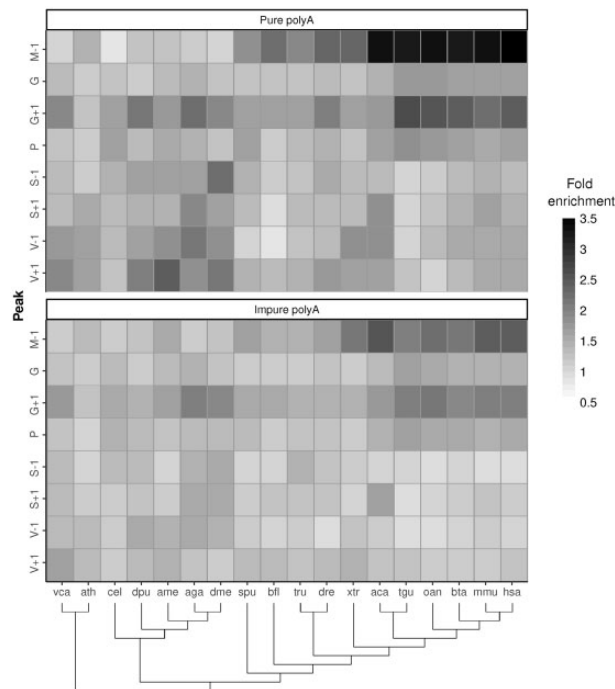 Pure polyA
M-1
G
G+1
P
S-1
S+1
V-1
V+1
Peak
Impure polyA
M-1
G
G+1
P
S-1
S+1
V-1
V+1
vca ath cel dpu ame aga dme spu bfl tru dre xtr aca tgu oan bta mmu hsa
Fold
enrichment
3.5
3
2.5
2
1.5
1
0.5